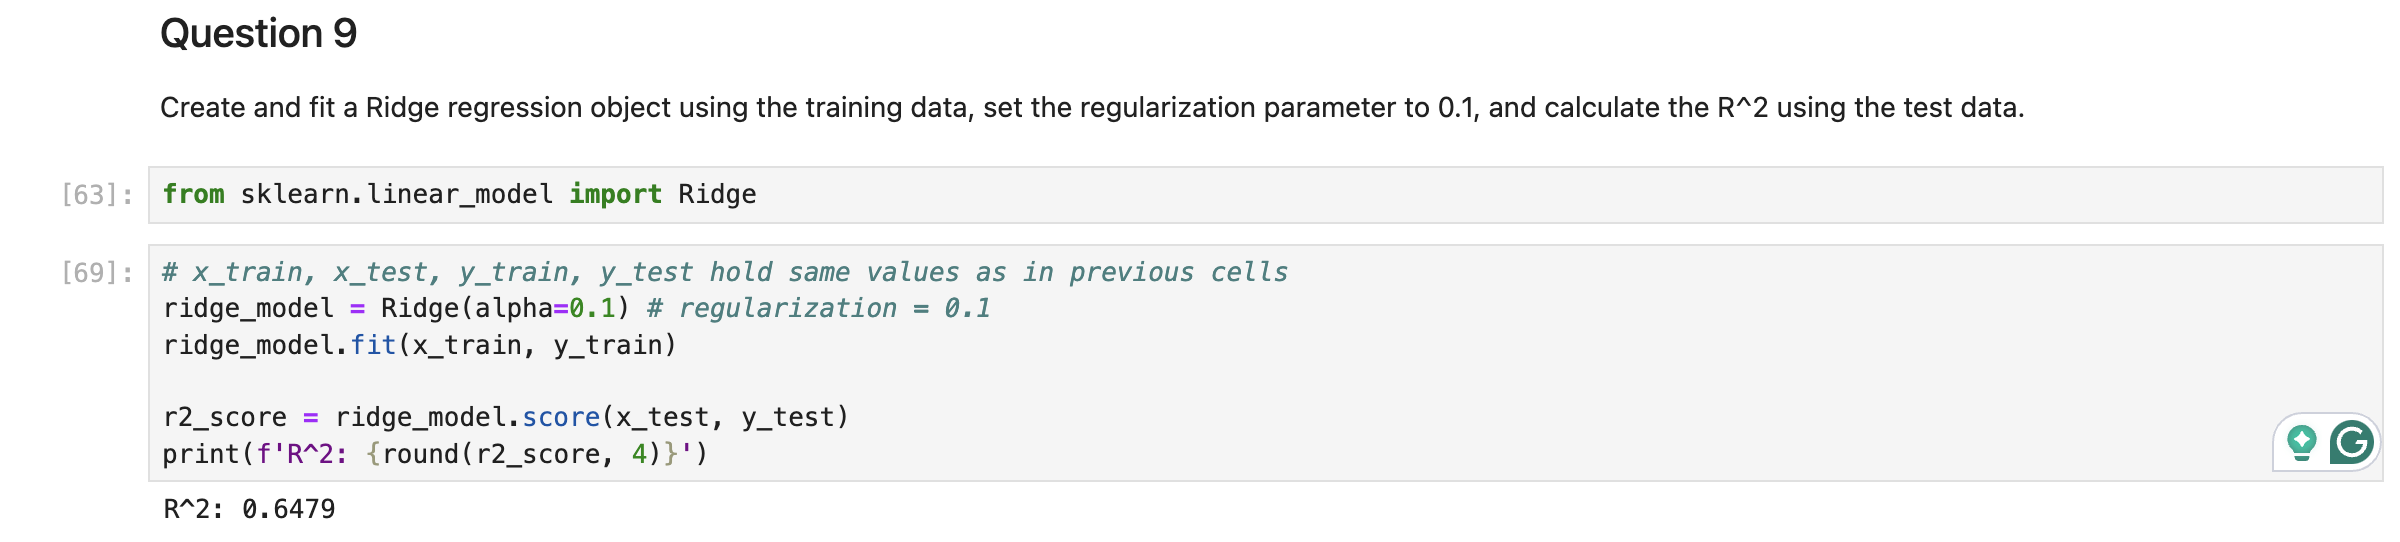 Question 9
Create and fit a Ridge regression object using the training data, set the regularization parameter to 0.1, and calculate the R^2 using the test data.
[63]: from sklearn.linear_model import Ridge
[69]: # x_train, x_test, y_train, y_test hold same values as in previous cells
ridge_model = Ridge(alpha=0.1) # regularization = 0.1
ridge_model.fit(x_train, y_train)
r2_score = ridge_model.score(x_test, y_test)
print(f'R^2: {round(r2_score, 4)}')
R^2: 0.6479